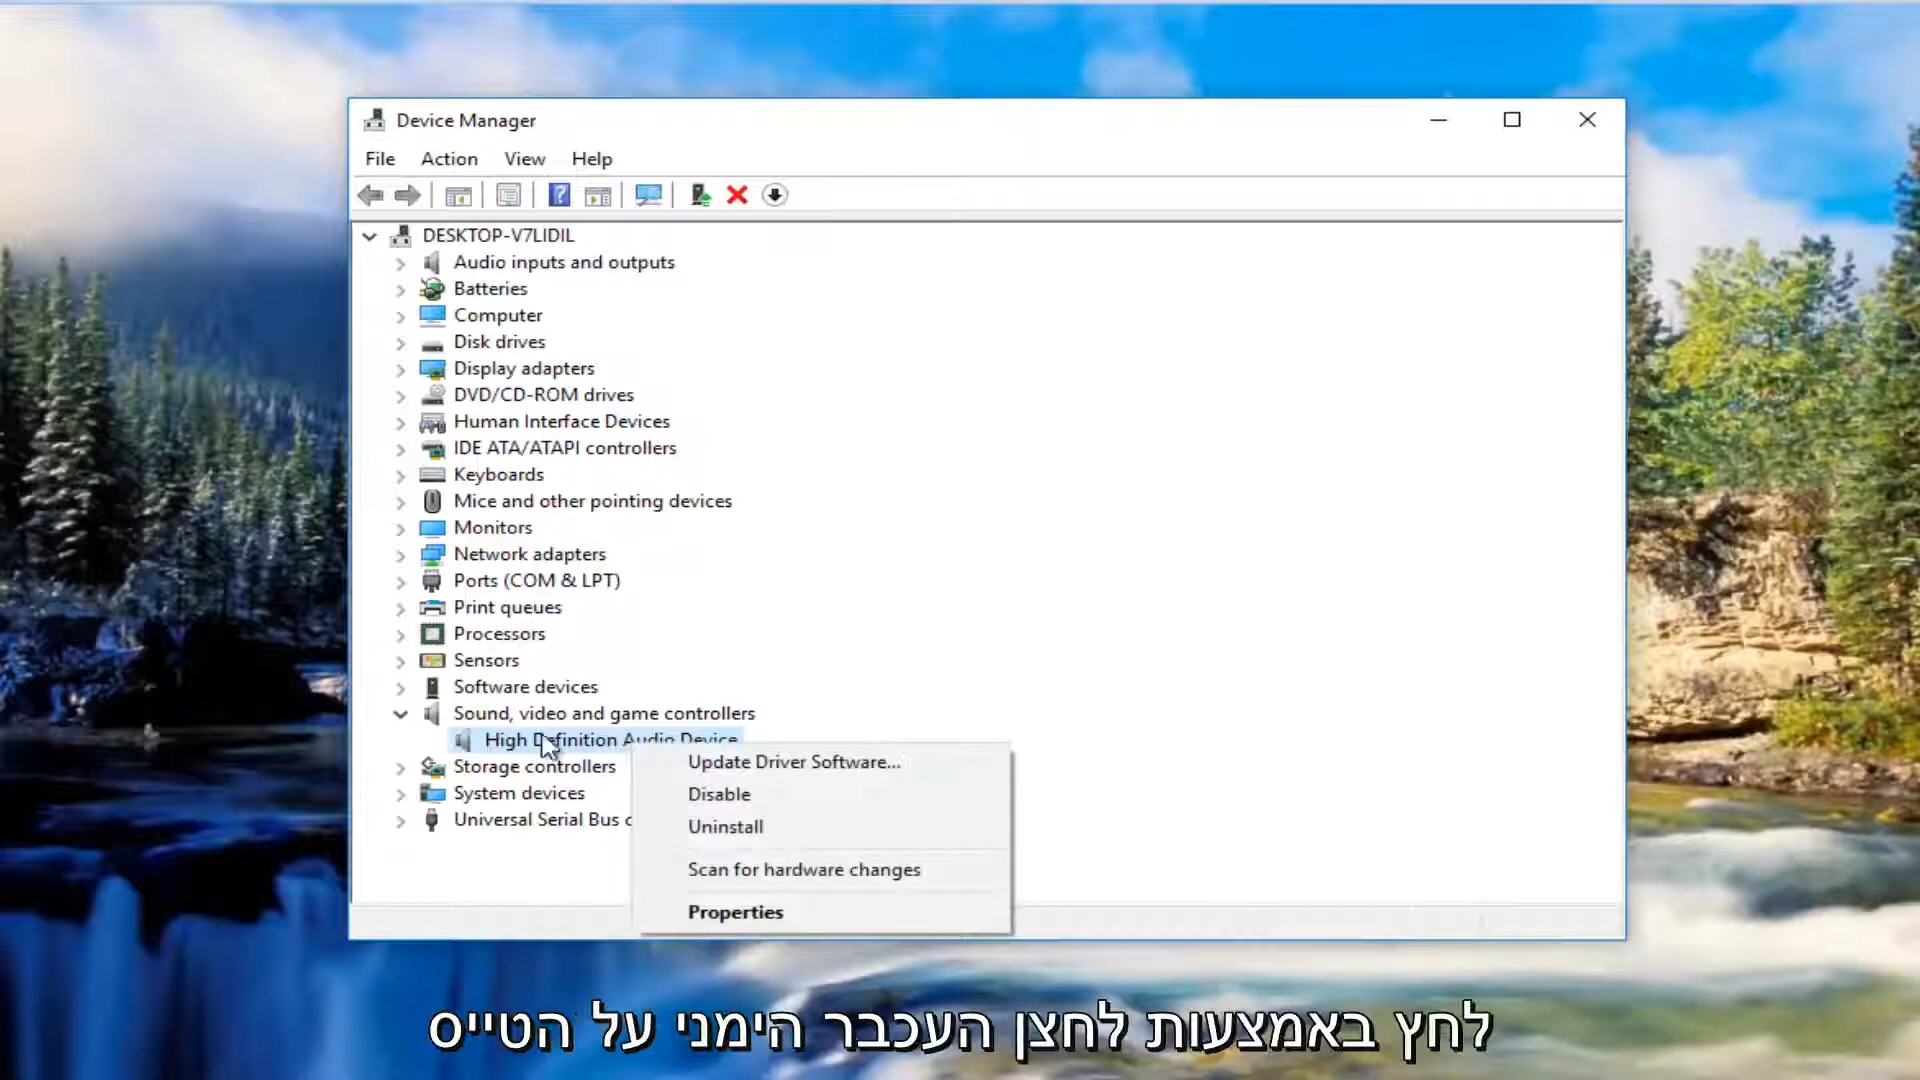 Device Manager
File Action View Help
DESKTOP-V7LIDIL
Audio inputs and outputs
Batteries
Computer
Disk drives
Display adapters
DVD/CD-ROM drives
Human Interface Devices
IDE ATA/ATAPI controllers
Keyboards
Mice and other pointing devices
Monitors
Network adapters
Ports (COM & LPT)
Print queues
Processors
Sensors
Software devices
Sound, video and game controllers
High Definition Audio Device
Storage controllers
System devices
Universal Serial Bus c
Update Driver Software...
Disable
Uninstall
Scan for hardware changes
Properties
לחץ באמצעות לחצן העכבר הימני על הטייס